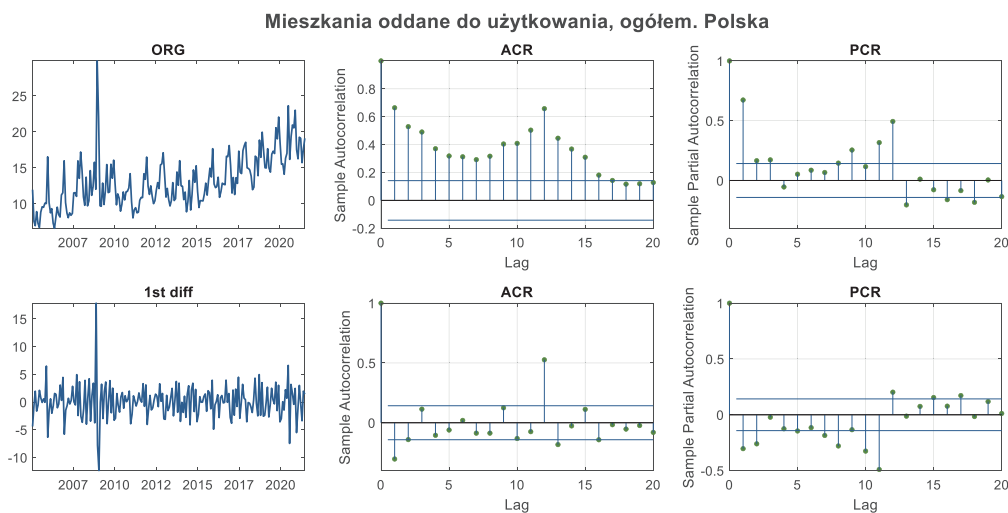 Mieszkania oddane do użytkowania, ogółem. Polska
ORG
25
20
15
10
2007 2010 2012 2015 2017 2020
ACR
Sample Autocorrelation
0.8
0.6
0.4
0.2
0
-0.2
0 5 10 15 20
Lag
PCR
Sample Partial Autocorrelation
1
0.5
0
0 5 10 15 20
Lag
1st diff
15
10
5
0
-5
-10
2007 2010 2012 2015 2017 2020
ACR
Sample Autocorrelation
1
0.5
0
0 5 10 15 20
Lag
PCR
Sample Partial Autocorrelation
1
0.5
0
-0.5
0 5 10 15 20
Lag